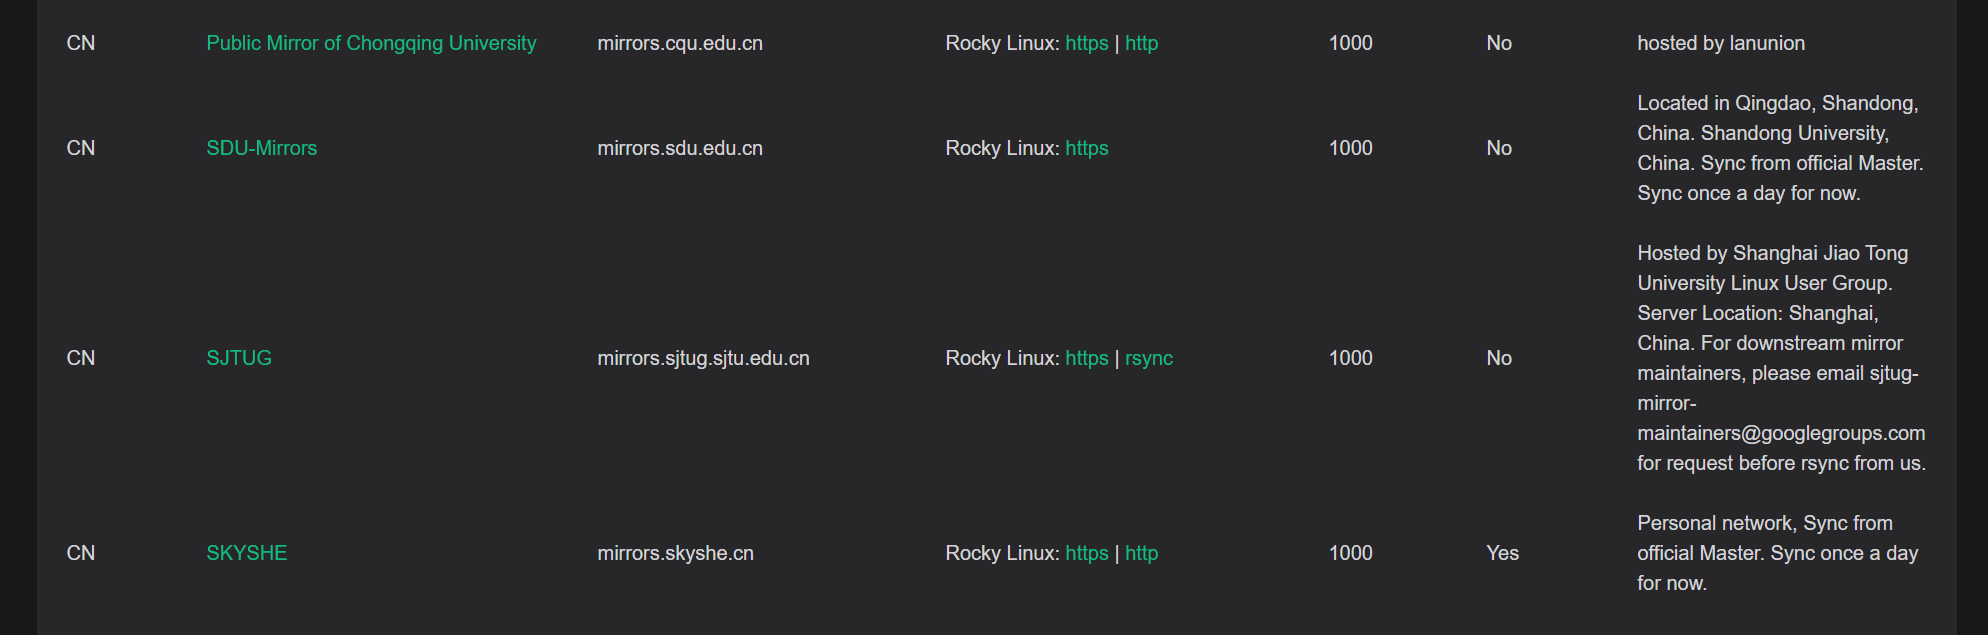 CN Public Mirror of Chongqing University mirrors.cqu.edu.cn Rocky Linux: https | http 1000 No hosted by lanunion
CN SDU-Mirrors mirrors.sdu.edu.cn Rocky Linux: https 1000 No
Located in Qingdao, Shandong,
China. Shandong University,
China. Sync from official Master.
Sync once a day for now.
CN SJTUG mirrors.sjtug.sjtu.edu.cn Rocky Linux: https | rsync 1000 No
Hosted by Shanghai Jiao Tong
University Linux User Group.
Server Location: Shanghai,
China. For downstream mirror
maintainers, please email sjtug-
mirror-
maintainers@googlegroups.com
for request before rsync from us.
CN SKYSHE mirrors.skyshe.cn Rocky Linux: https | http 1000 Yes
Personal network, Sync from
official Master. Sync once a day
for now.